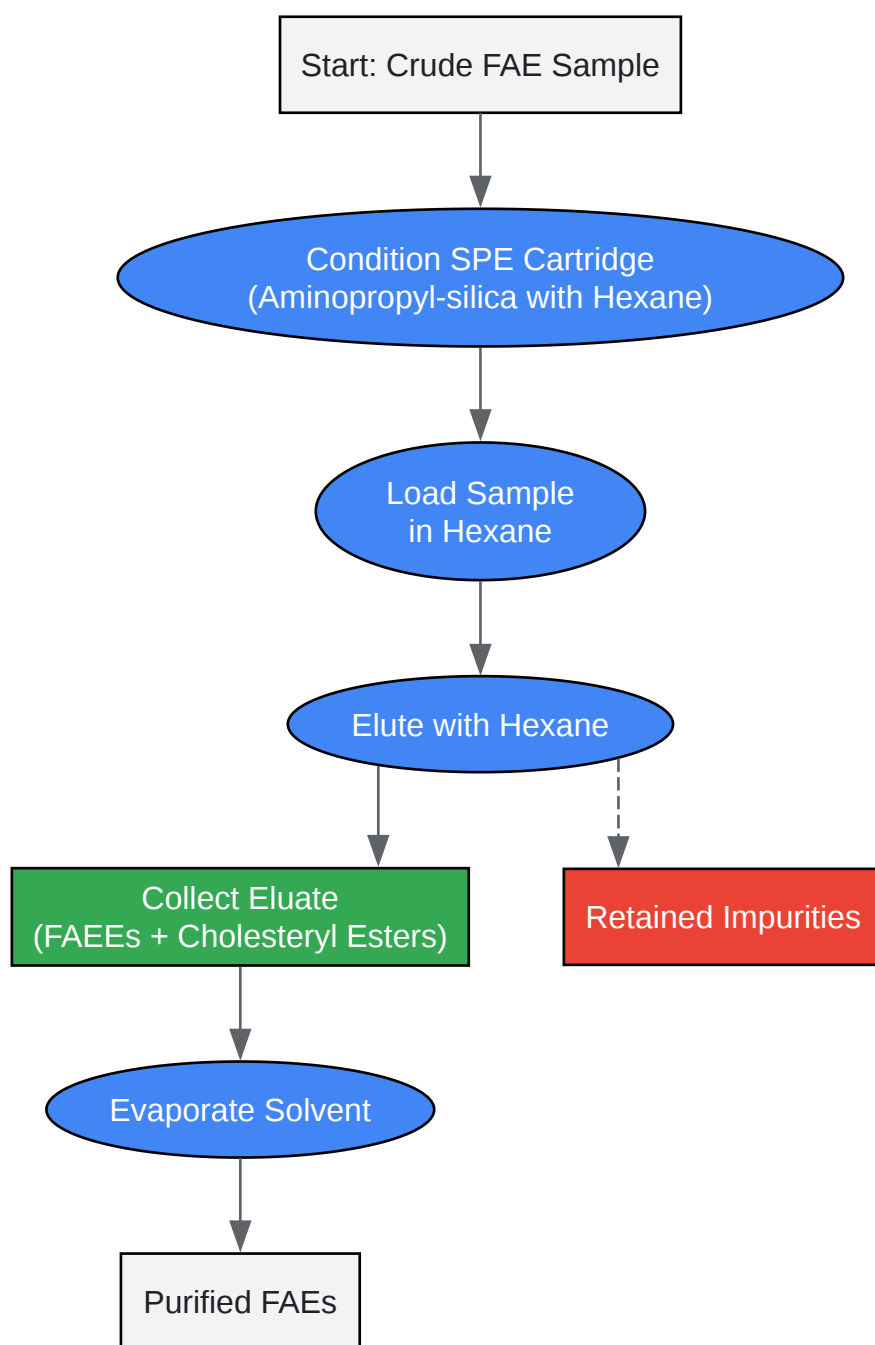 Start: Crude FAE Sample
Condition SPE Cartridge
(Aminopropyl-silica with Hexane)
Load Sample
in Hexane
Elute with Hexane
Collect Eluate
(FAEEs + Cholesteryl Esters)
Retained Impurities
Evaporate Solvent
Purified FAEs